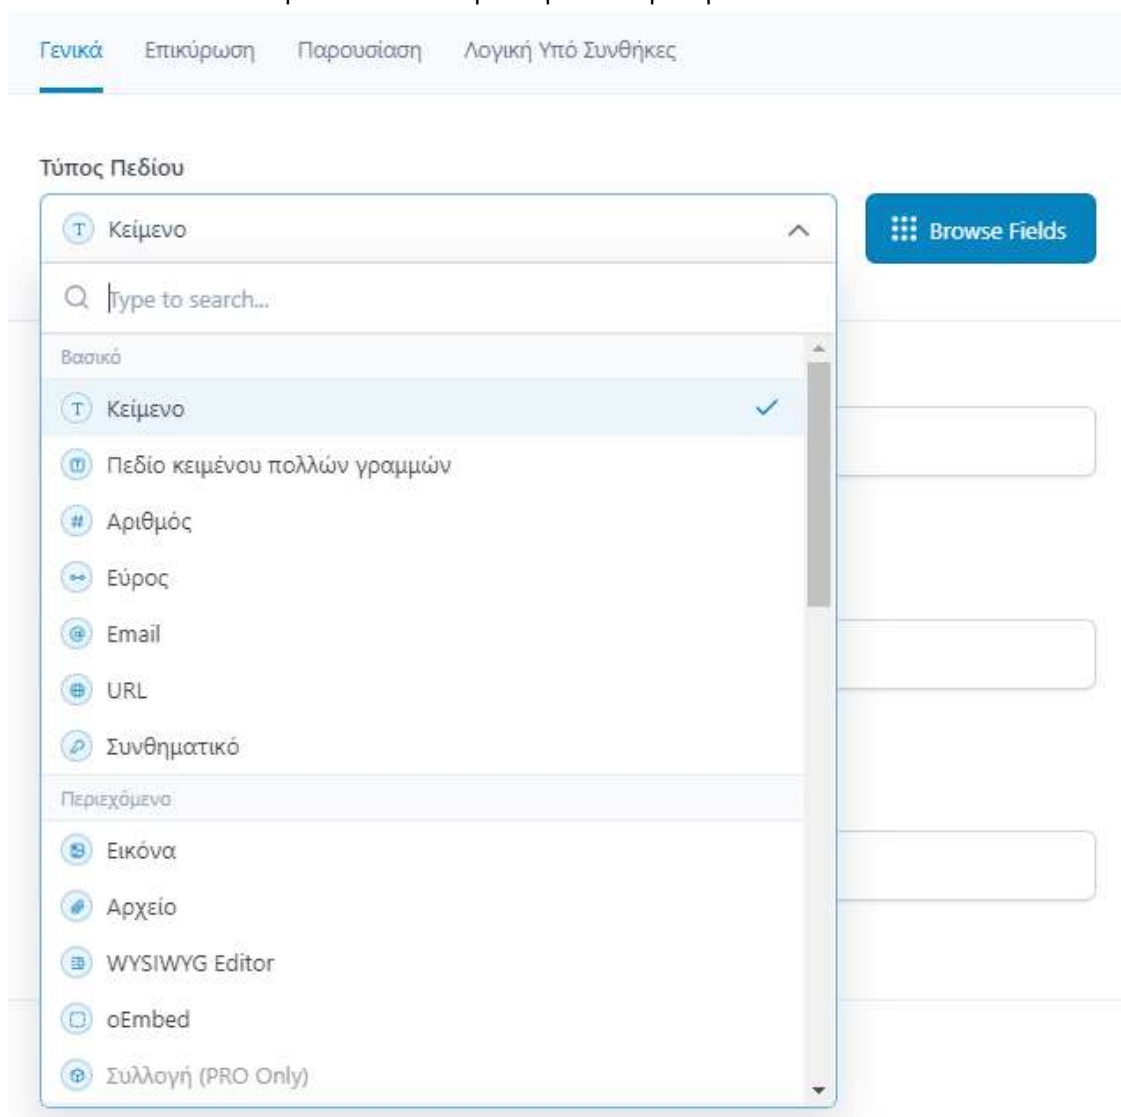 Γενικά Επικύρωση Παρουσίαση Λογική Υπό Συνθήκες
Τύπος Πεδίου
Κείμενο
Browse Fields
Type to search...
Βασικό
Κείμενο
Πεδίο κειμένου πολλών γραμμών
Αριθμός
Εύρος
Email
URL
Συνθηματικό
Περιεχόμενο
Εικόνα
Αρχείο
WYSIWYG Editor
oEmbed
Συλλογή (PRO Only)